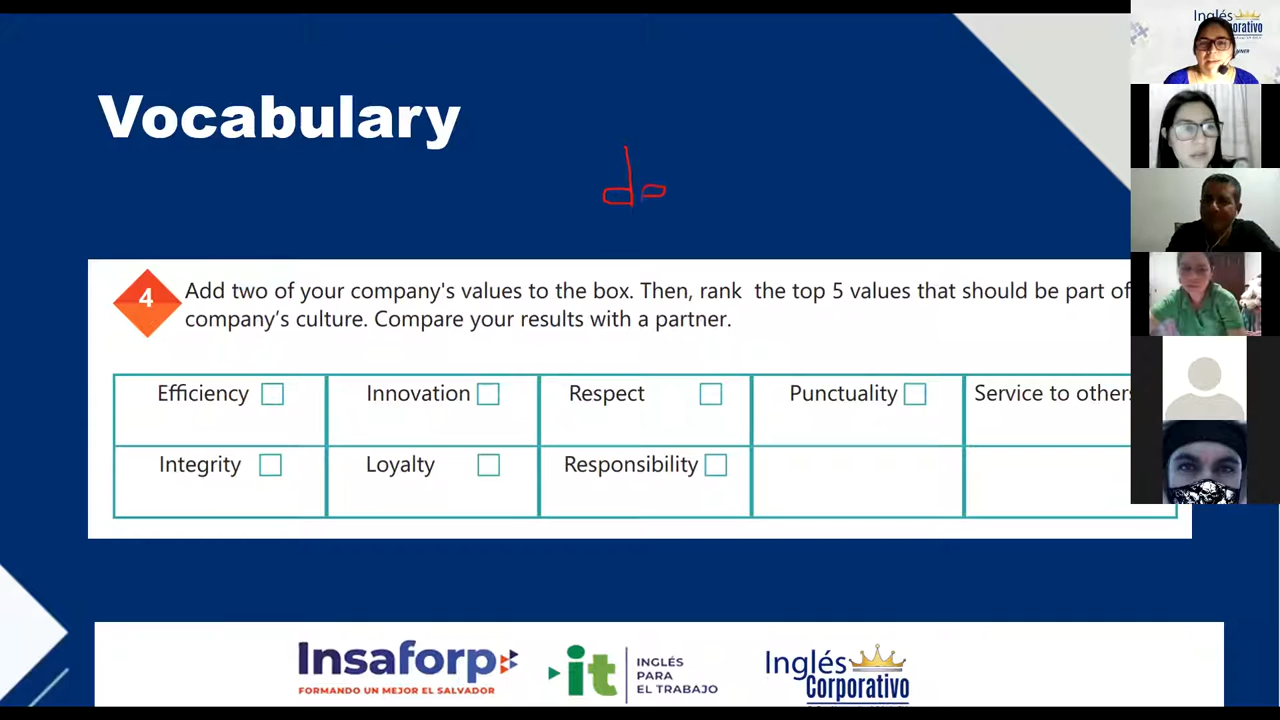 Vocabulary
do
4
Add two of your company's values to the box. Then, rank the top 5 values that should be part of
company's culture. Compare your results with a partner.
Efficiency Innovation Respect Punctuality Service to others
Integrity Loyalty Responsibility
Insaforp
FORMANDO UN MEJOR EL SALVADOR
it
INGLÉS
PARA
EL TRABAJO
Inglés
Corporativo
Inglés